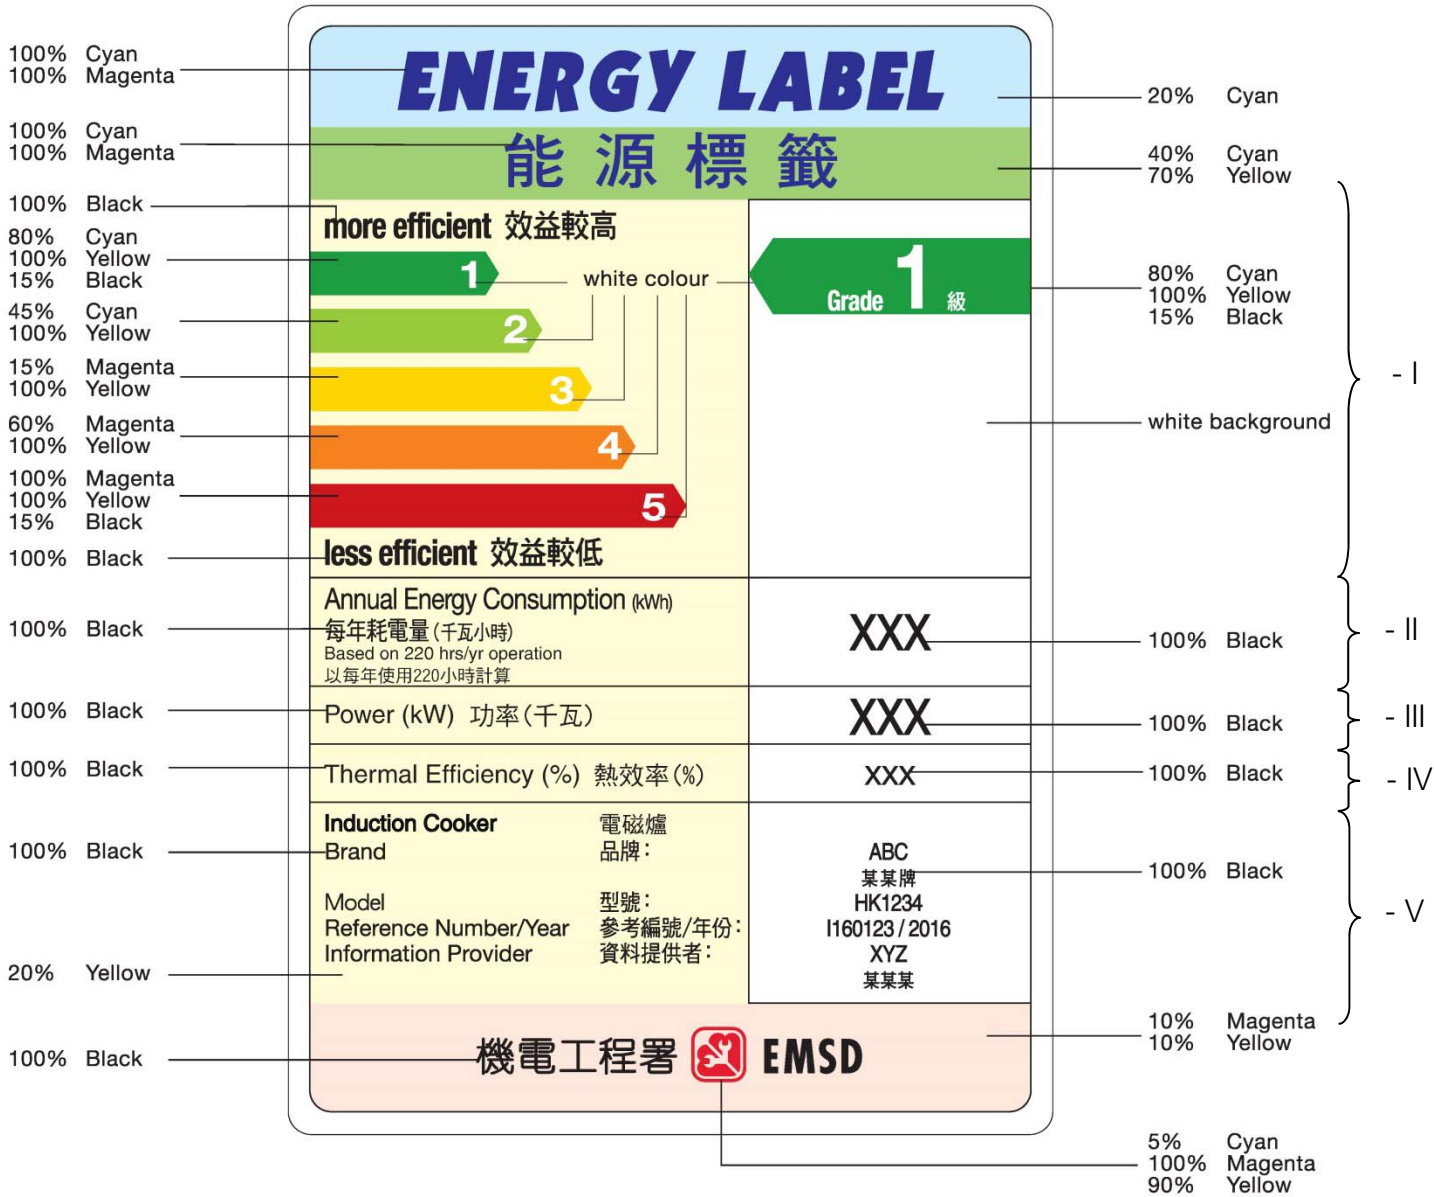 100% Cyan
100% Magenta
ENERGY LABEL
20% Cyan
100% Cyan
100% Magenta
能源標籤
40% Cyan
70% Yellow
100% Black
more efficient 效益較高
80% Cyan
100% Yellow
15% Black
1
white colour
Grade 1 級
80% Cyan
100% Yellow
15% Black
45% Cyan
100% Yellow
2
15% Magenta
100% Yellow
3
- I
60% Magenta
100% Yellow
4
white background
100% Magenta
100% Yellow
15% Black
5
100% Black
less efficient 效益較低
Annual Energy Consumption (kWh)
每年耗電量(千瓦小時)
Based on 220 hrs/yr operation
以每年使用220小時計算
100% Black
XXX
100% Black
- II
100% Black
Power (kW) 功率(千瓦)
XXX
100% Black
- III
100% Black
Thermal Efficiency (%) 熱效率(%)
XXX
100% Black
- IV
Induction Cooker 電磁爐
100% Black
Brand 品牌: ABC
某某牌
100% Black
Model 型號: HK1234
Reference Number/Year 參考編號/年份: I160123 / 2016
- V
Information Provider 資料提供者: XYZ
某某某
20% Yellow
10% Magenta
10% Yellow
100% Black
機電工程署 EMSD
5% Cyan
100% Magenta
90% Yellow